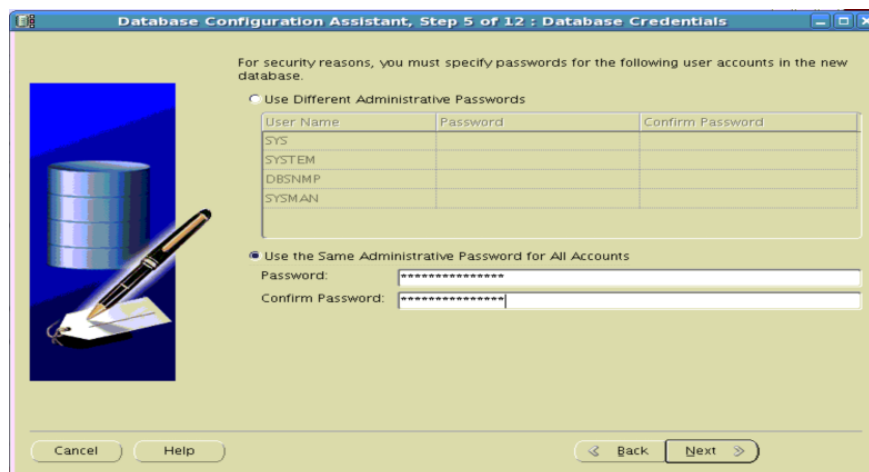 Database Configuration Assistant, Step 5 of 12 : Database Credentials
For security reasons, you must specify passwords for the following user accounts in the new
database.
Use Different Administrative Passwords
User Name Password Confirm Password
SYS
SYSTEM
DBSNMP
SYSMAN
Use the Same Administrative Password for All Accounts
Password: ***************
Confirm Password: ***************
Cancel Help Back Next